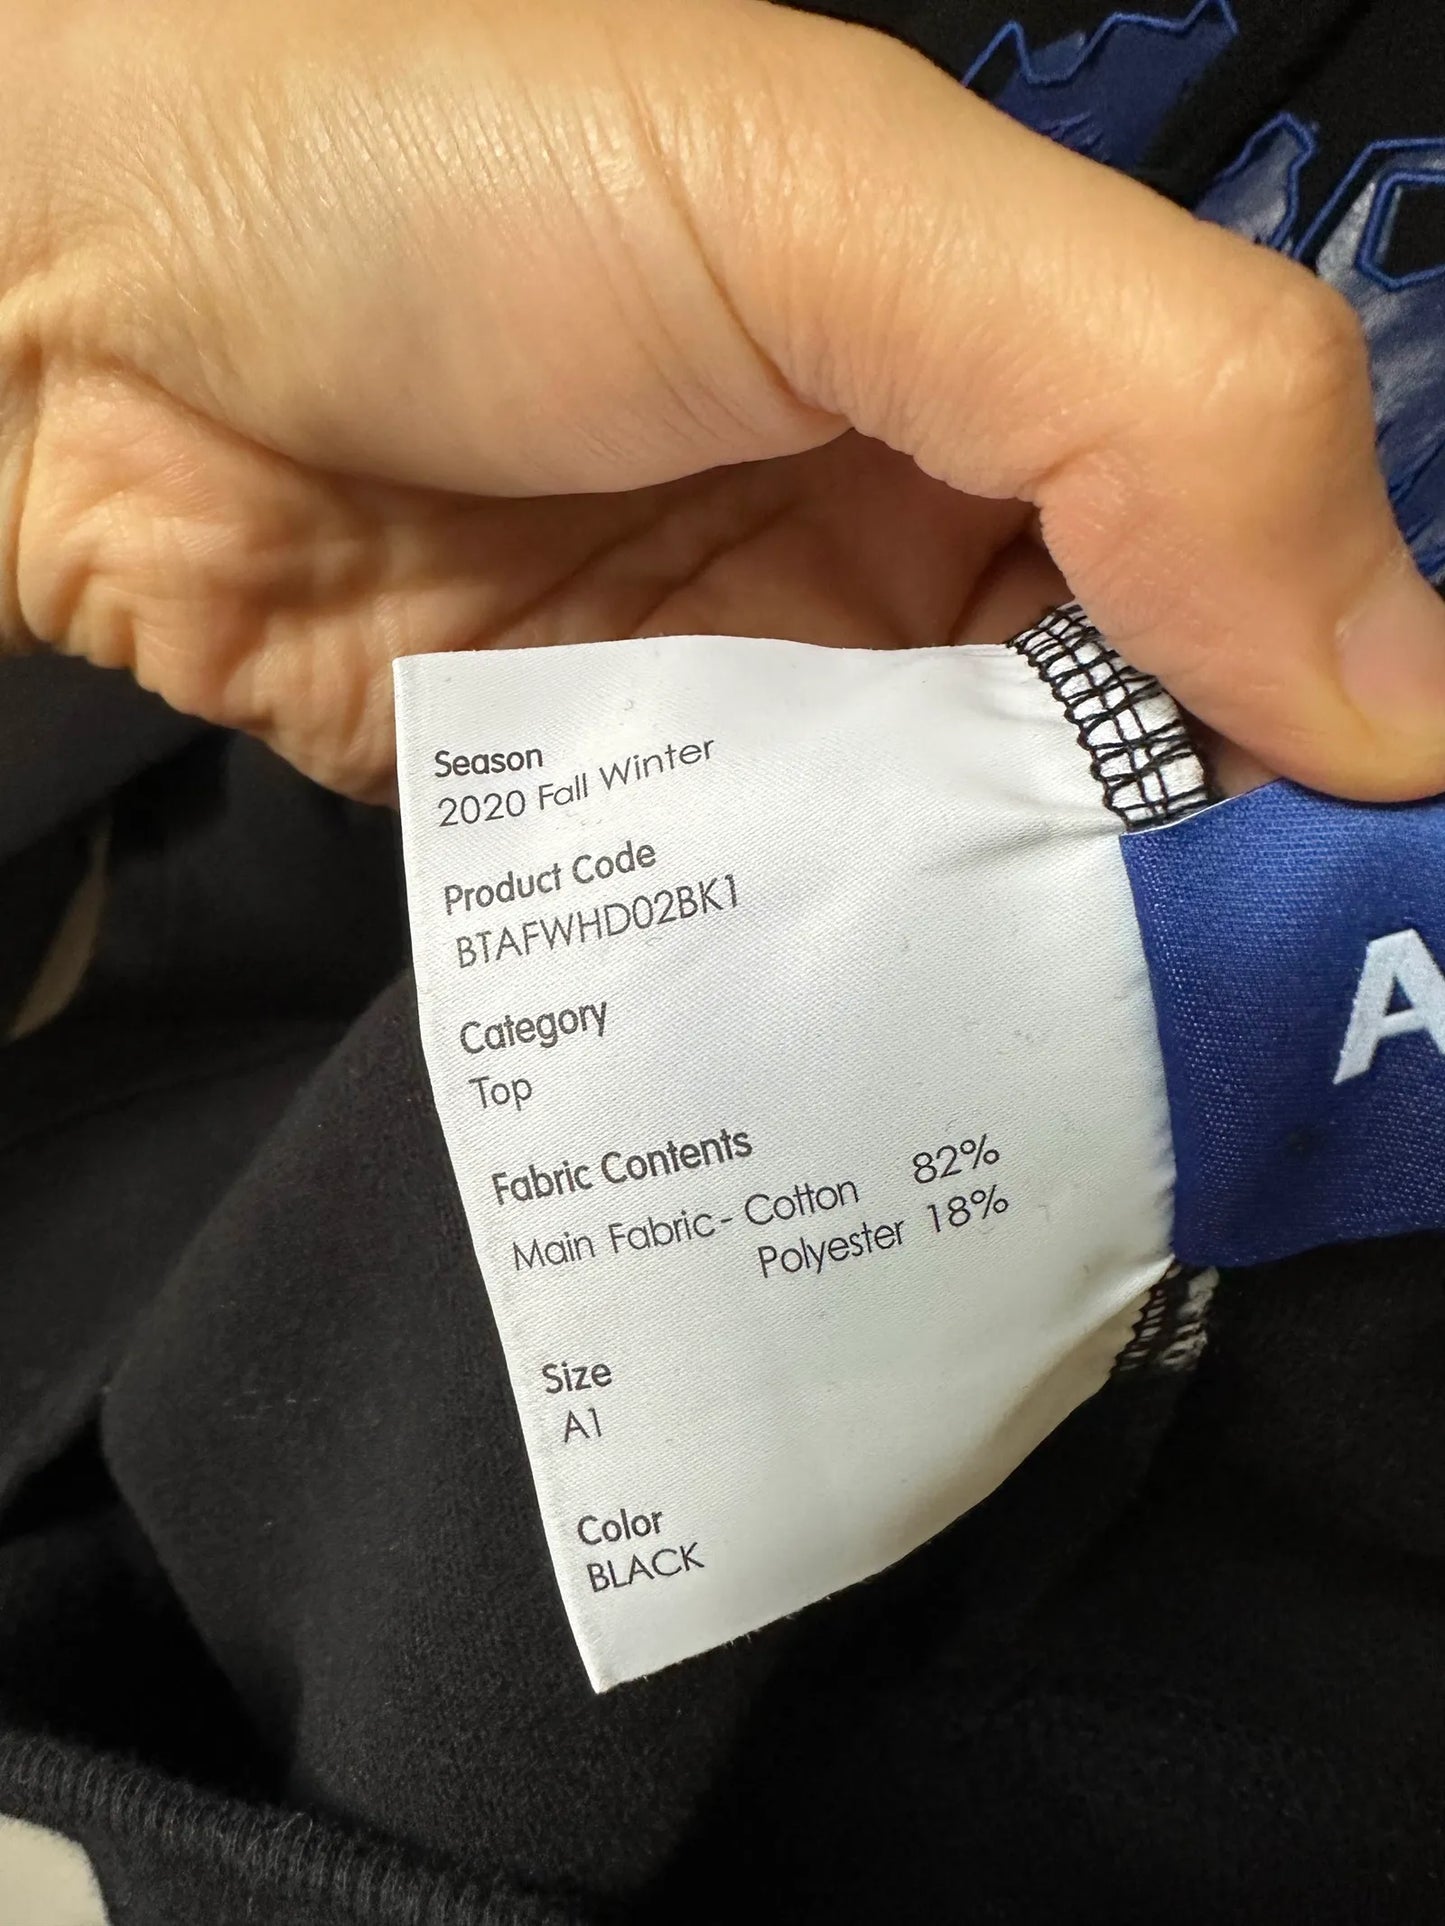 Season
2020 Fall Winter
Product Code
BTAFWHD02BK1
Category
Top
Fabric Contents
Main Fabric- Cotton 82%
Polyester 18%
Size
A1
Color
BLACK
A